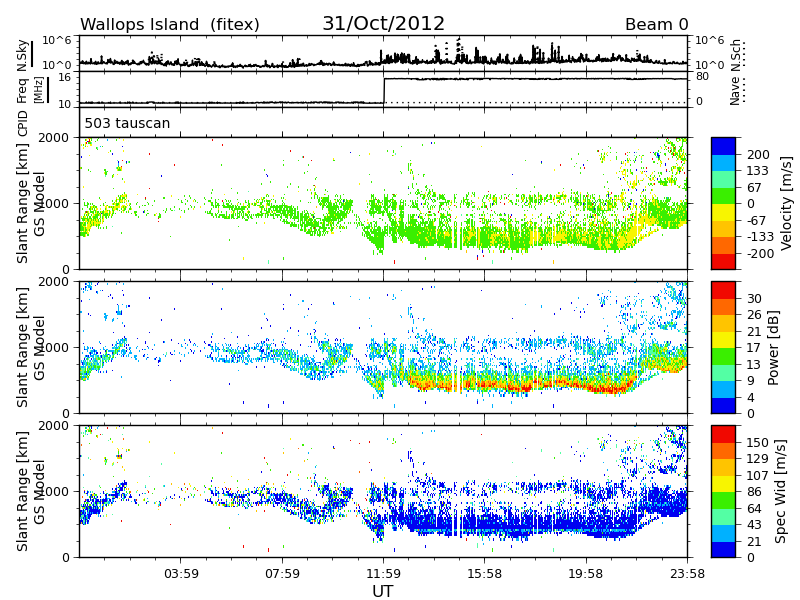 Wallops Island (fitex) 31/Oct/2012 Beam 0
N.Sky 10^6 10^0 10^6 10^0 N.Sch
Freq [MHz] 16 10 80 0 Nave
CPID 503 tauscan
Slant Range [km] GS Model 2000 1000 0
200 133 67 0 -67 -133 -200 Velocity [m/s]
Slant Range [km] GS Model 2000 1000 0
30 26 21 17 13 9 4 0 Power [dB]
Slant Range [km] GS Model 2000 1000 0
150 129 107 86 64 43 21 0 Spec Wid [m/s]
03:59 07:59 11:59 15:58 19:58 23:58
UT